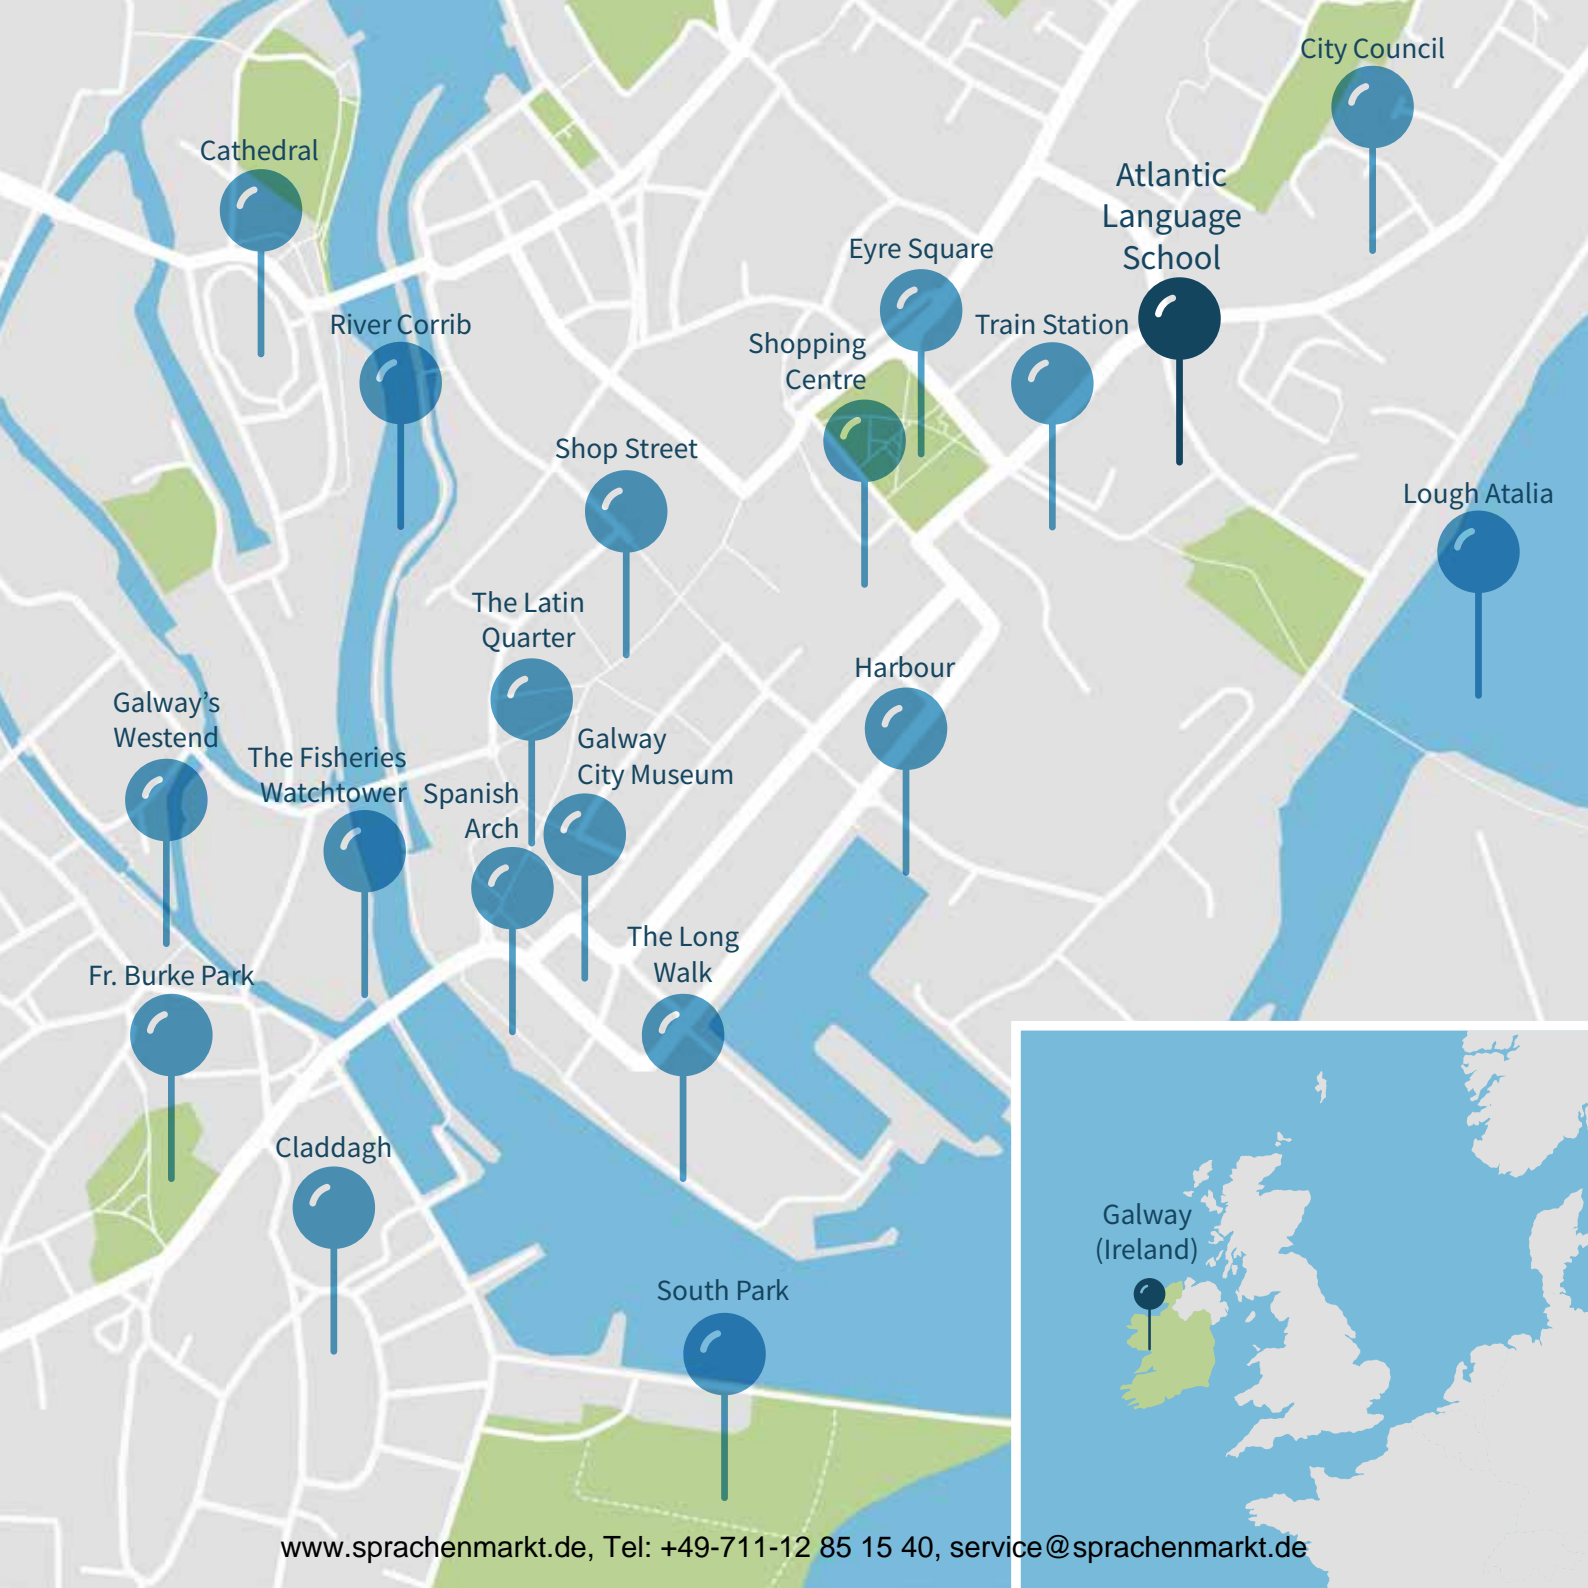 City Council
Cathedral
Atlantic
Language
School
Eyre Square
River Corrib
Train Station
Shopping
Centre
Shop Street
Lough Atalia
The Latin
Quarter
Harbour
Galway's
Westend
Galway
City Museum
The Fisheries
Watchtower
Spanish
Arch
The Long
Walk
Fr. Burke Park
Claddagh
Galway
(Ireland)
South Park
www.sprachenmarkt.de, Tel: +49-711-12 85 15 40, service@sprachenmarkt.de